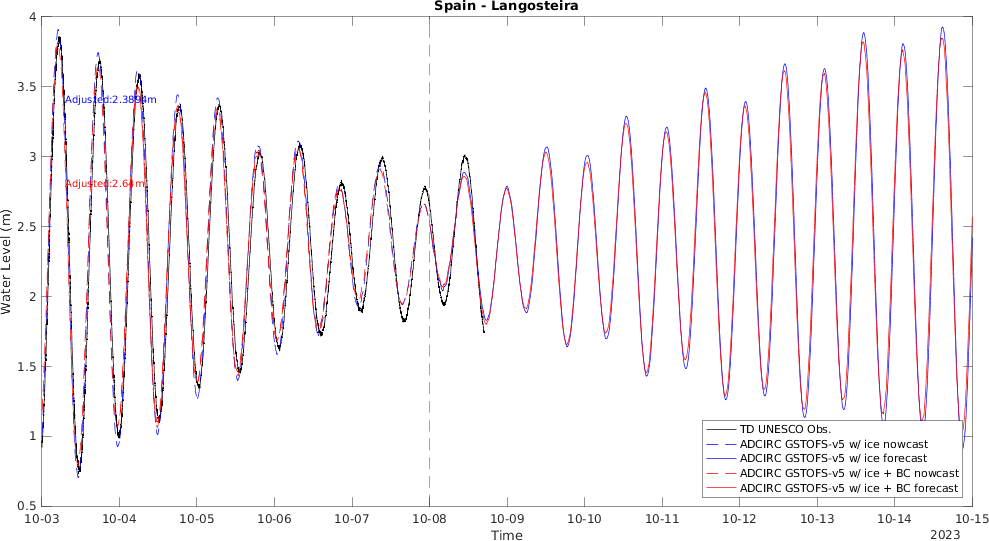 Spain - Langosteira
Water Level (m)
4
3.5
3
2.5
2
1.5
1
0.5
Adjusted:2.3894m
Adjusted:2.64m
TD UNESCO Obs.
ADCIRC GSTOFS-v5 w/ ice nowcast
ADCIRC GSTOFS-v5 w/ ice forecast
ADCIRC GSTOFS-v5 w/ ice + BC nowcast
ADCIRC GSTOFS-v5 w/ ice + BC forecast
10-03 10-04 10-05 10-06 10-07 10-08 10-09 10-10 10-11 10-12 10-13 10-14 10-15
Time
2023